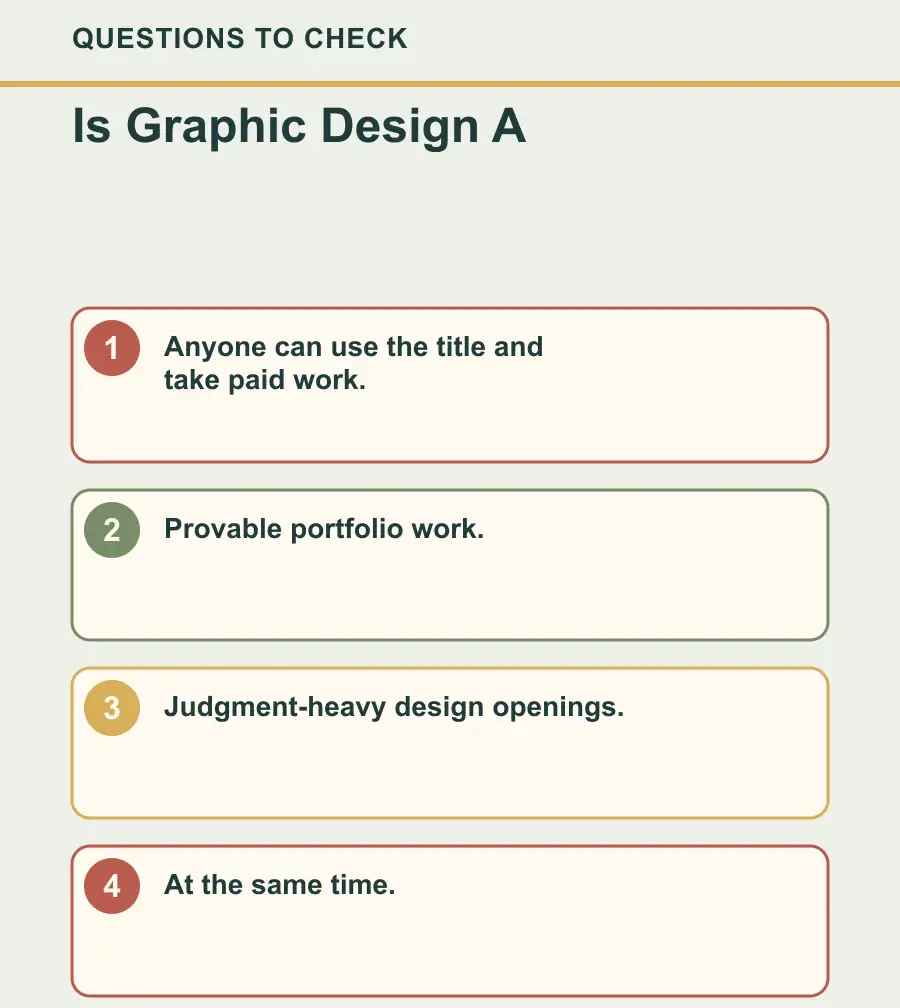 QUESTIONS TO CHECK
Is Graphic Design A
1
Anyone can use the title and
take paid work.
2
Provable portfolio work.
3
Judgment-heavy design openings.
4
At the same time.